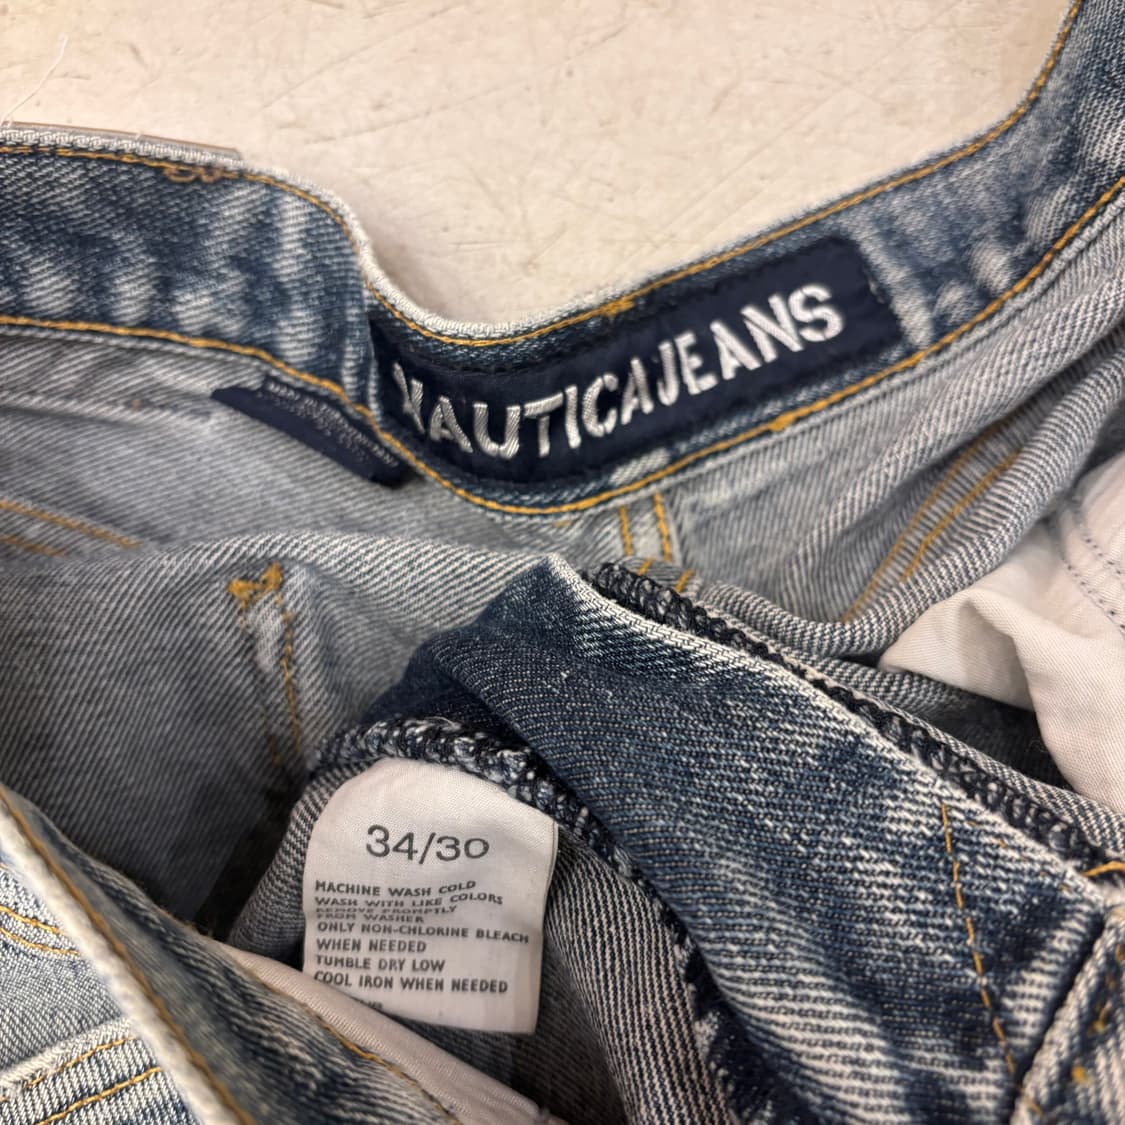 NAUTICAJEANS
34/30
MACHINE WASH COLD
WASH WITH LIKE COLORS
REMOVE PROMPTLY
FROM WASHER
ONLY NON-CHLORINE BLEACH
WHEN NEEDED
TUMBLE DRY LOW
COOL IRON WHEN NEEDED